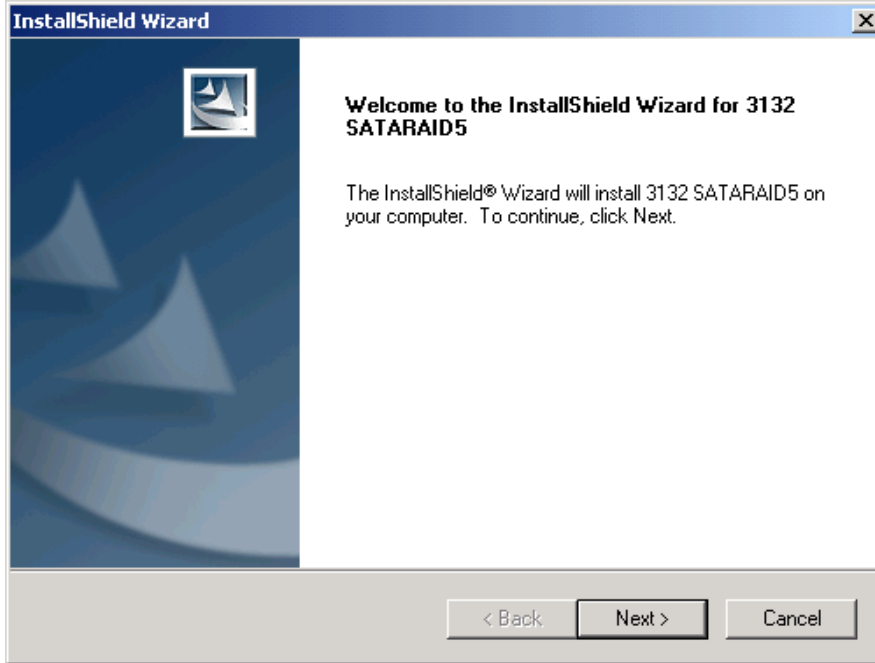 InstallShield Wizard
Welcome to the InstallShield Wizard for 3132
SATARAID5
The InstallShield® Wizard will install 3132 SATARAID5 on
your computer. To continue, click Next.
< Back
Next >
Cancel